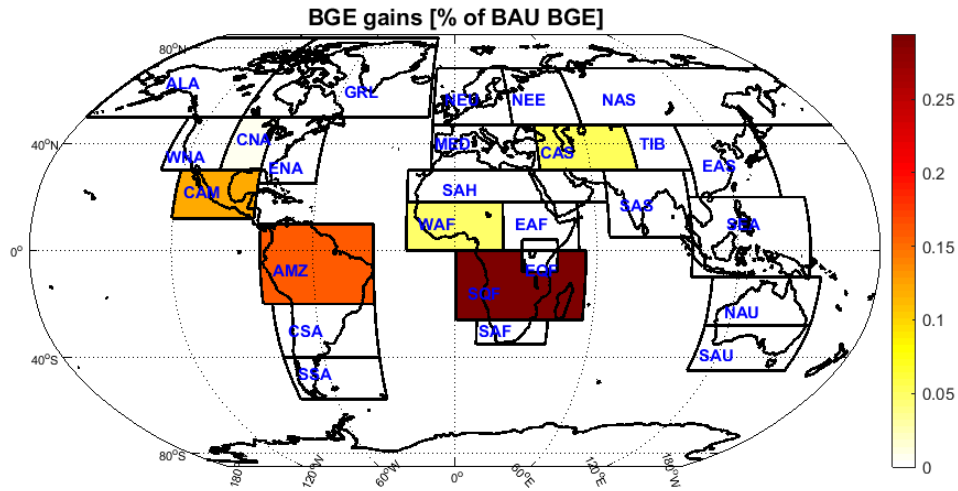 BGE gains [% of BAU BGE]
80°N
ALA
GRL
NEU
NEE
NAS
40°N
WNA
CNA
ENA
MED
CAS
TIB
EAS
CAM
SAH
SAS
WAF
EAF
SEA
0°
AMZ
EQF
SQF
NAU
CSA
SAF
40°S
SAU
SSA
80°S
180°W
120°W
60°W
0°
60°E
120°E
180°E
0.25
0.2
0.15
0.1
0.05
0